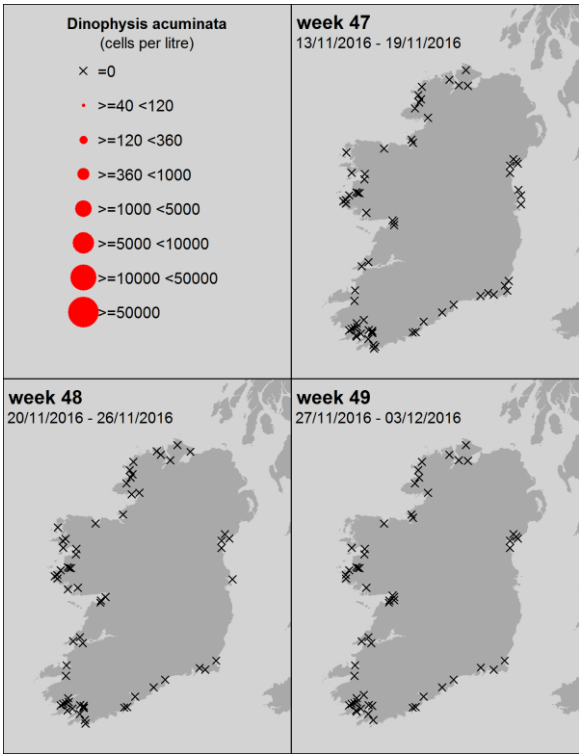 Dinophysis acuminata
(cells per litre)
=0
>=40 <120
>=120 <360
>=360 <1000
>=1000 <5000
>=5000 <10000
>=10000 <50000
>=50000
week 47
13/11/2016 - 19/11/2016
week 48
20/11/2016 - 26/11/2016
week 49
27/11/2016 - 03/12/2016